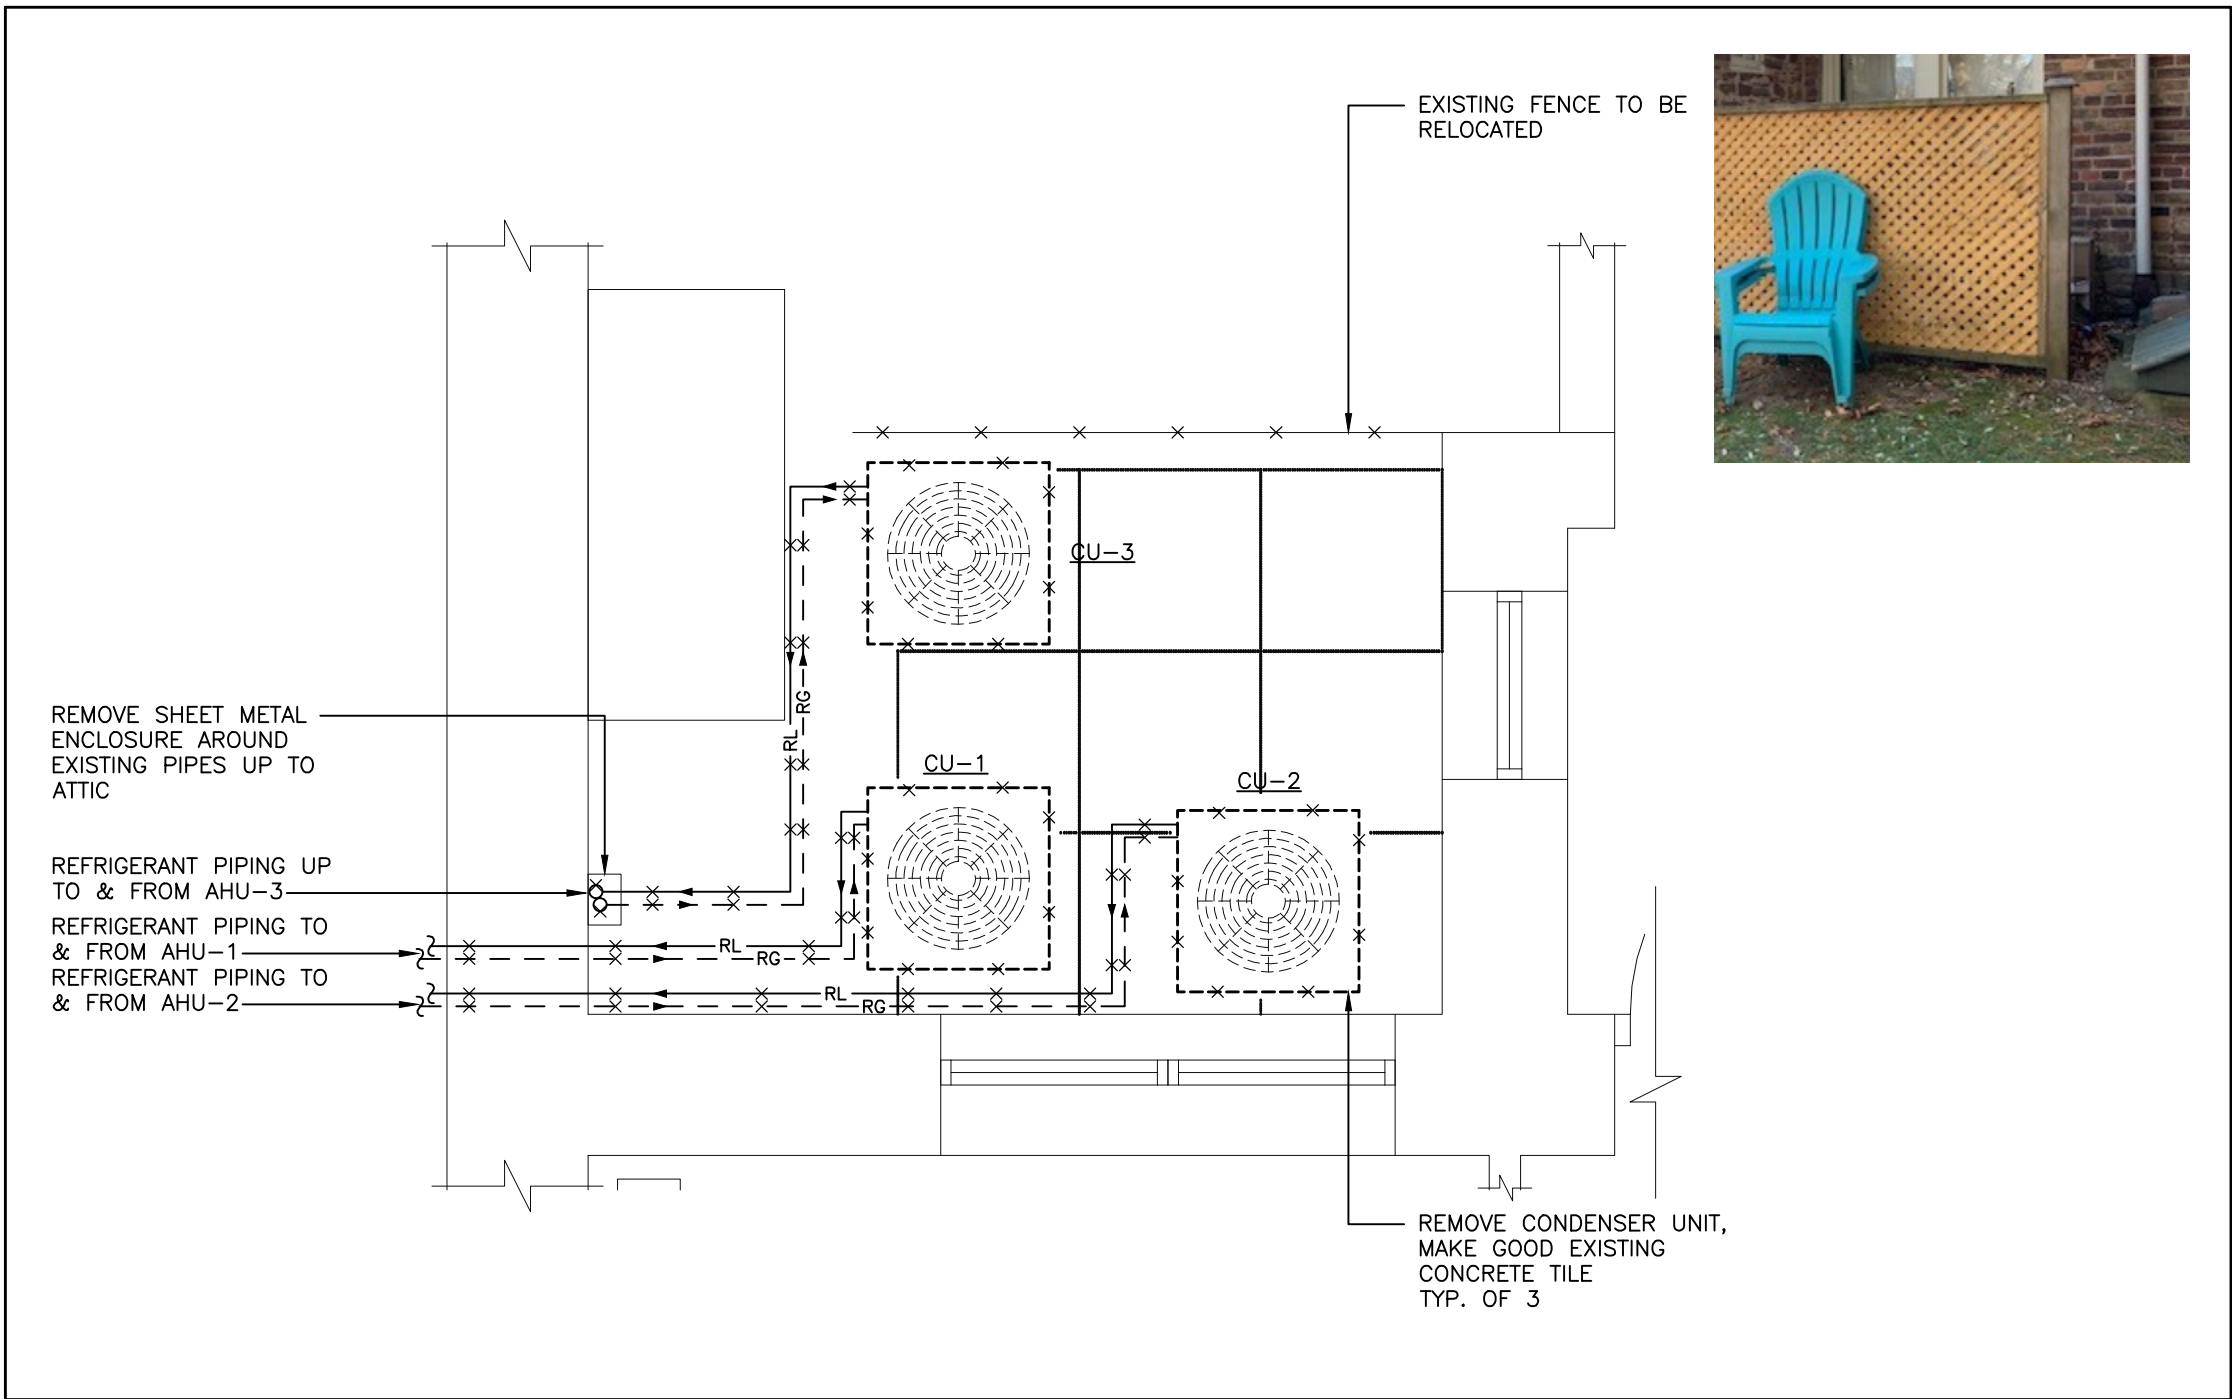 EXISTING FENCE TO BE
RELOCATED
CU-3
RG
RL
REMOVE SHEET METAL
ENCLOSURE AROUND
EXISTING PIPES UP TO
ATTIC
CU-1
CU-2
REFRIGERANT PIPING UP
TO & FROM AHU-3
REFRIGERANT PIPING TO
& FROM AHU-1
RL
RG
REFRIGERANT PIPING TO
& FROM AHU-2
RL
RG
REMOVE CONDENSER UNIT,
MAKE GOOD EXISTING
CONCRETE TILE
TYP. OF 3